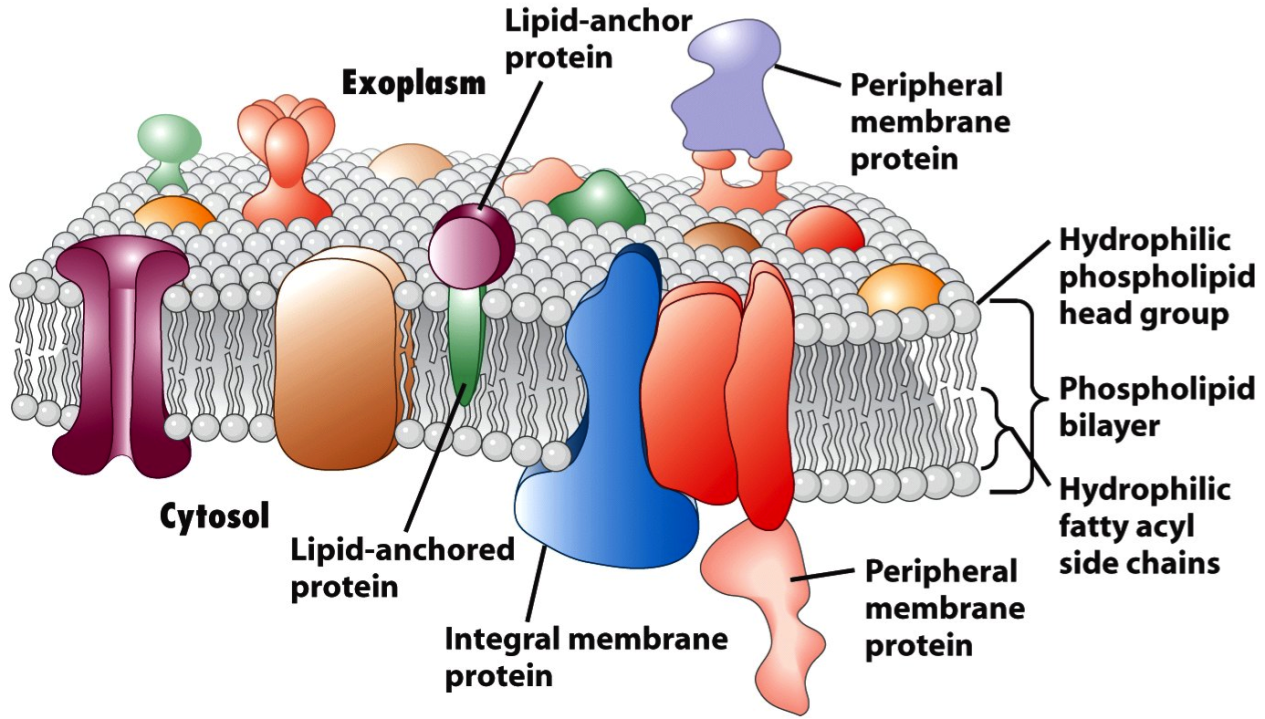 Lipid-anchor
protein
Exoplasm
Peripheral
membrane
protein
Hydrophilic
phospholipid
head group
Phospholipid
bilayer
Hydrophilic
fatty acyl
side chains
Cytosol
Lipid-anchored
protein
Integral membrane
protein
Peripheral
membrane
protein